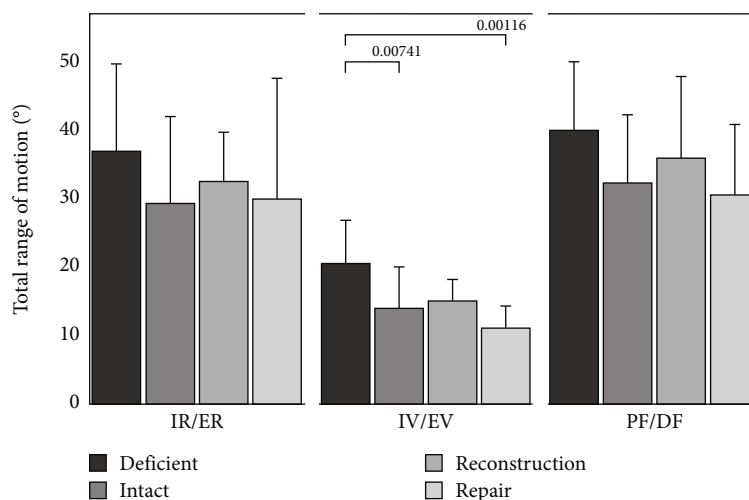 Total range of motion (°)
50
40
30
20
10
0
0.00116
0.00741
IR/ER
IV/EV
PF/DF
Deficient
Reconstruction
Intact
Repair